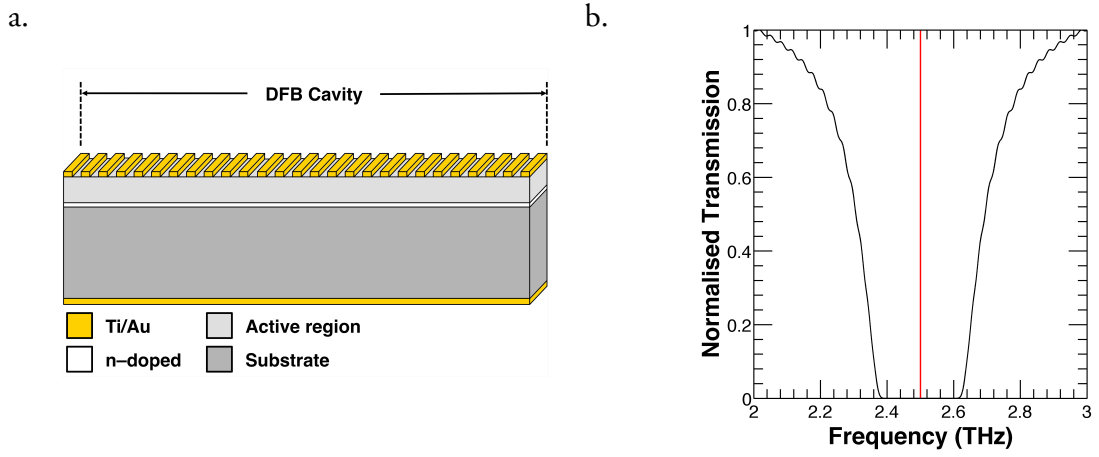 a.
DFB Cavity
Ti/Au
Active region
n–doped
Substrate
b.
Normalised Transmission
1
0.8
0.6
0.4
0.2
0
2
2.2
2.4
2.6
2.8
3
Frequency (THz)